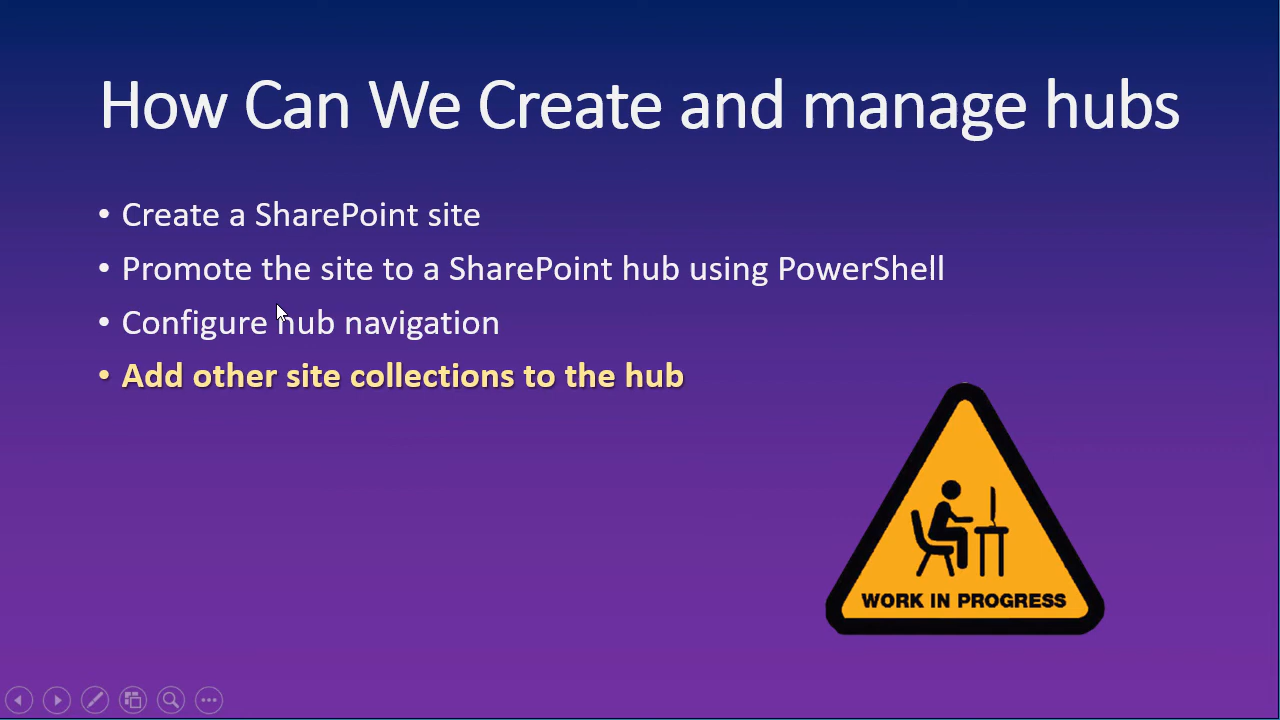 How Can We Create and manage hubs
• Create a SharePoint site
• Promote the site to a SharePoint hub using PowerShell
• Configure hub navigation
• Add other site collections to the hub
WORK IN PROGRESS